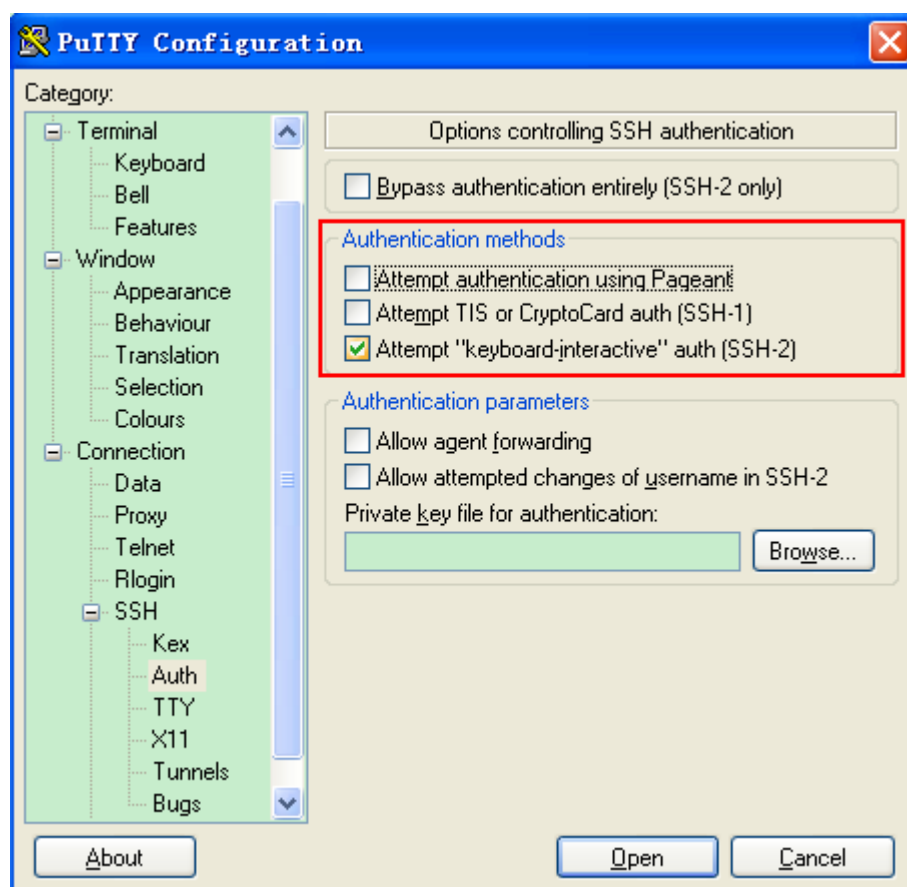 PuTTY Configuration
Category:
Terminal
Keyboard
Bell
Features
Window
Appearance
Behaviour
Translation
Selection
Colours
Connection
Data
Proxy
Telnet
Rlogin
SSH
Kex
Auth
TTY
X11
Tunnels
Bugs
Options controlling SSH authentication
Bypass authentication entirely (SSH-2 only)
Authentication methods
Attempt authentication using Pageant
Attempt TIS or CryptoCard auth (SSH-1)
Attempt "keyboard-interactive" auth (SSH-2)
Authentication parameters
Allow agent forwarding
Allow attempted changes of username in SSH-2
Private key file for authentication:
Browse...
About
Open
Cancel